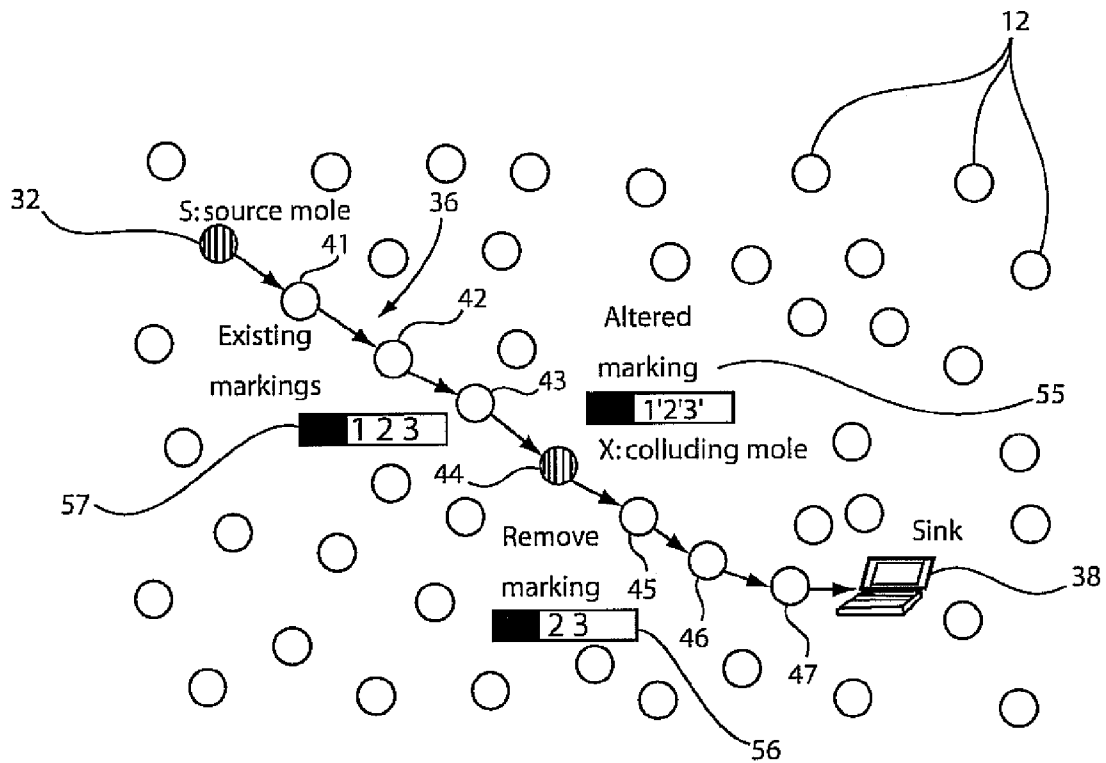 12
32
S: source mole
36
41
42
Existing
markings
Altered
marking
43
1'2'3'
55
1 2 3
X: colluding mole
44
57
Remove
marking
Sink
45
38
2 3
46
47
56